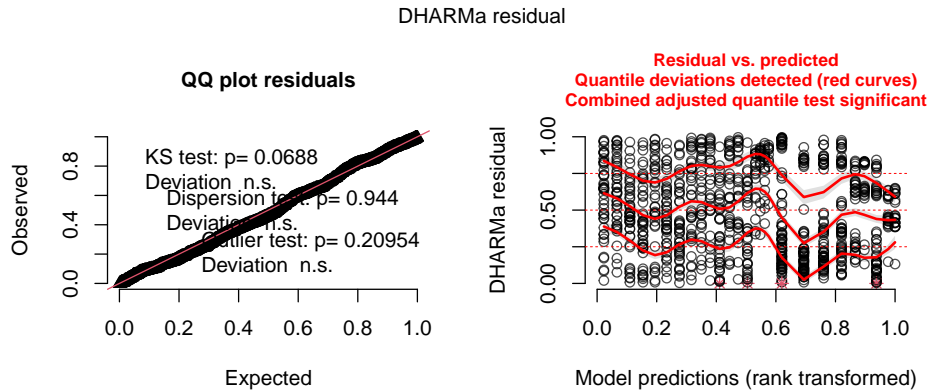 DHARMa residual
QQ plot residuals
KS test: p= 0.0688
Deviation n.s.
Dispersion test: p= 0.944
Deviation n.s.
Outlier test: p= 0.20954
Deviation n.s.
Observed
0.0
0.4
0.8
0.0 0.2 0.4 0.6 0.8 1.0
Expected
Residual vs. predicted
Quantile deviations detected (red curves)
Combined adjusted quantile test significant
DHARMa residual
0.00
0.50
1.00
0.0 0.2 0.4 0.6 0.8 1.0
Model predictions (rank transformed)